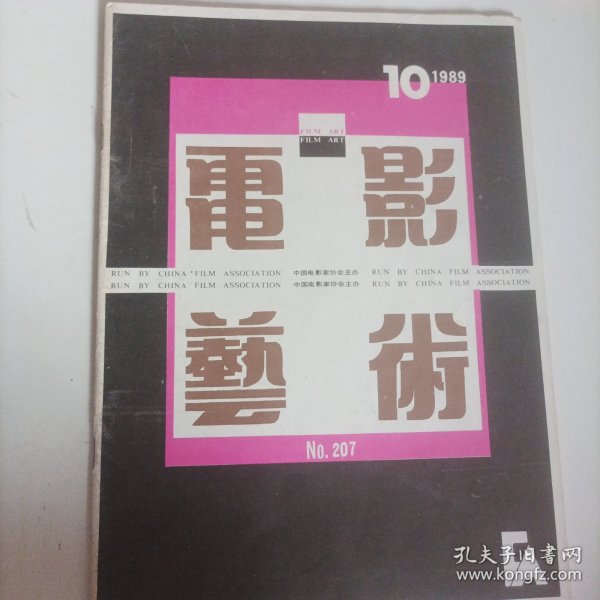 10 1989
FILM ART
FILM ART
電影
RUN BY CHINA FILM ASSOCIATION 中国电影家协会主办 RUN BY CHINA FILM ASSOCIATION
RUN BY CHINA FILM ASSOCIATION 中国电影家协会主办 RUN BY CHINA FILM ASSOCIATION
藝術
No. 207
FA
孔夫子旧书网
www.kongfz.com